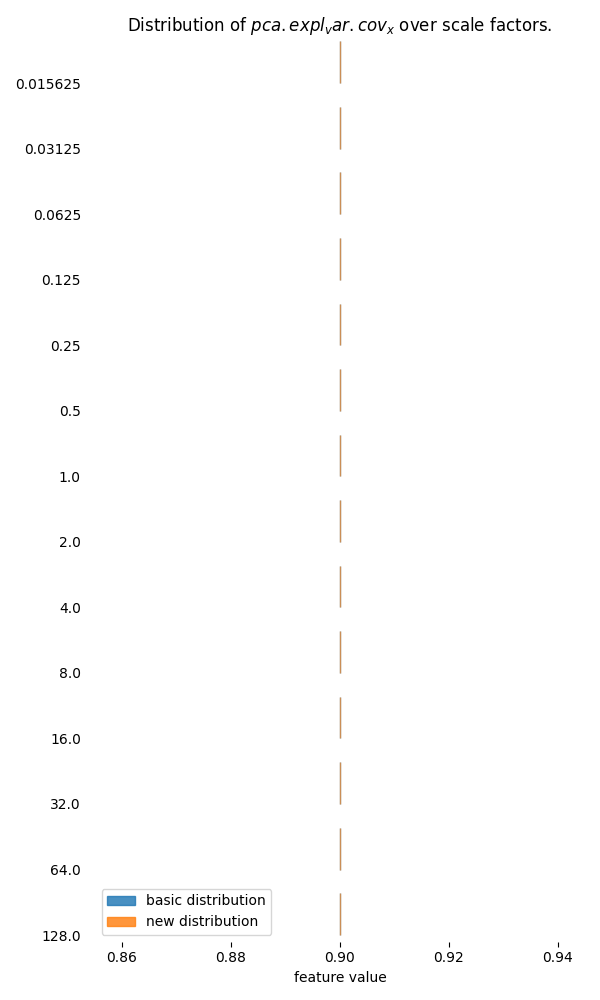 Distribution of pca.expl_var.cov_x over scale factors.
0.015625
0.03125
0.0625
0.125
0.25
0.5
1.0
2.0
4.0
8.0
16.0
32.0
64.0
128.0
basic distribution
new distribution
0.86 0.88 0.90 0.92 0.94
feature value